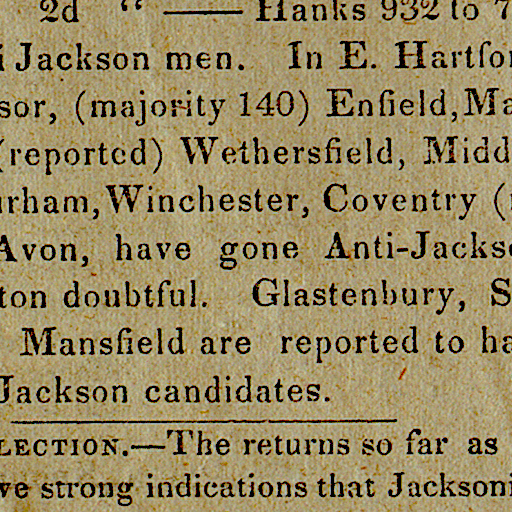 2d “ —— Hanks 932 to 7
i Jackson men. In E. Hartfor
sor, (majority 140) Enfield, Ma
(reported) Wethersfield, Midd
urham, Winchester, Coventry (
Avon, have gone Anti-Jackso
ton doubtful. Glastenbury, S
Mansfield are reported to ha
Jackson candidates.
LECTION.—The returns so far as
ve strong indications that Jacksoni